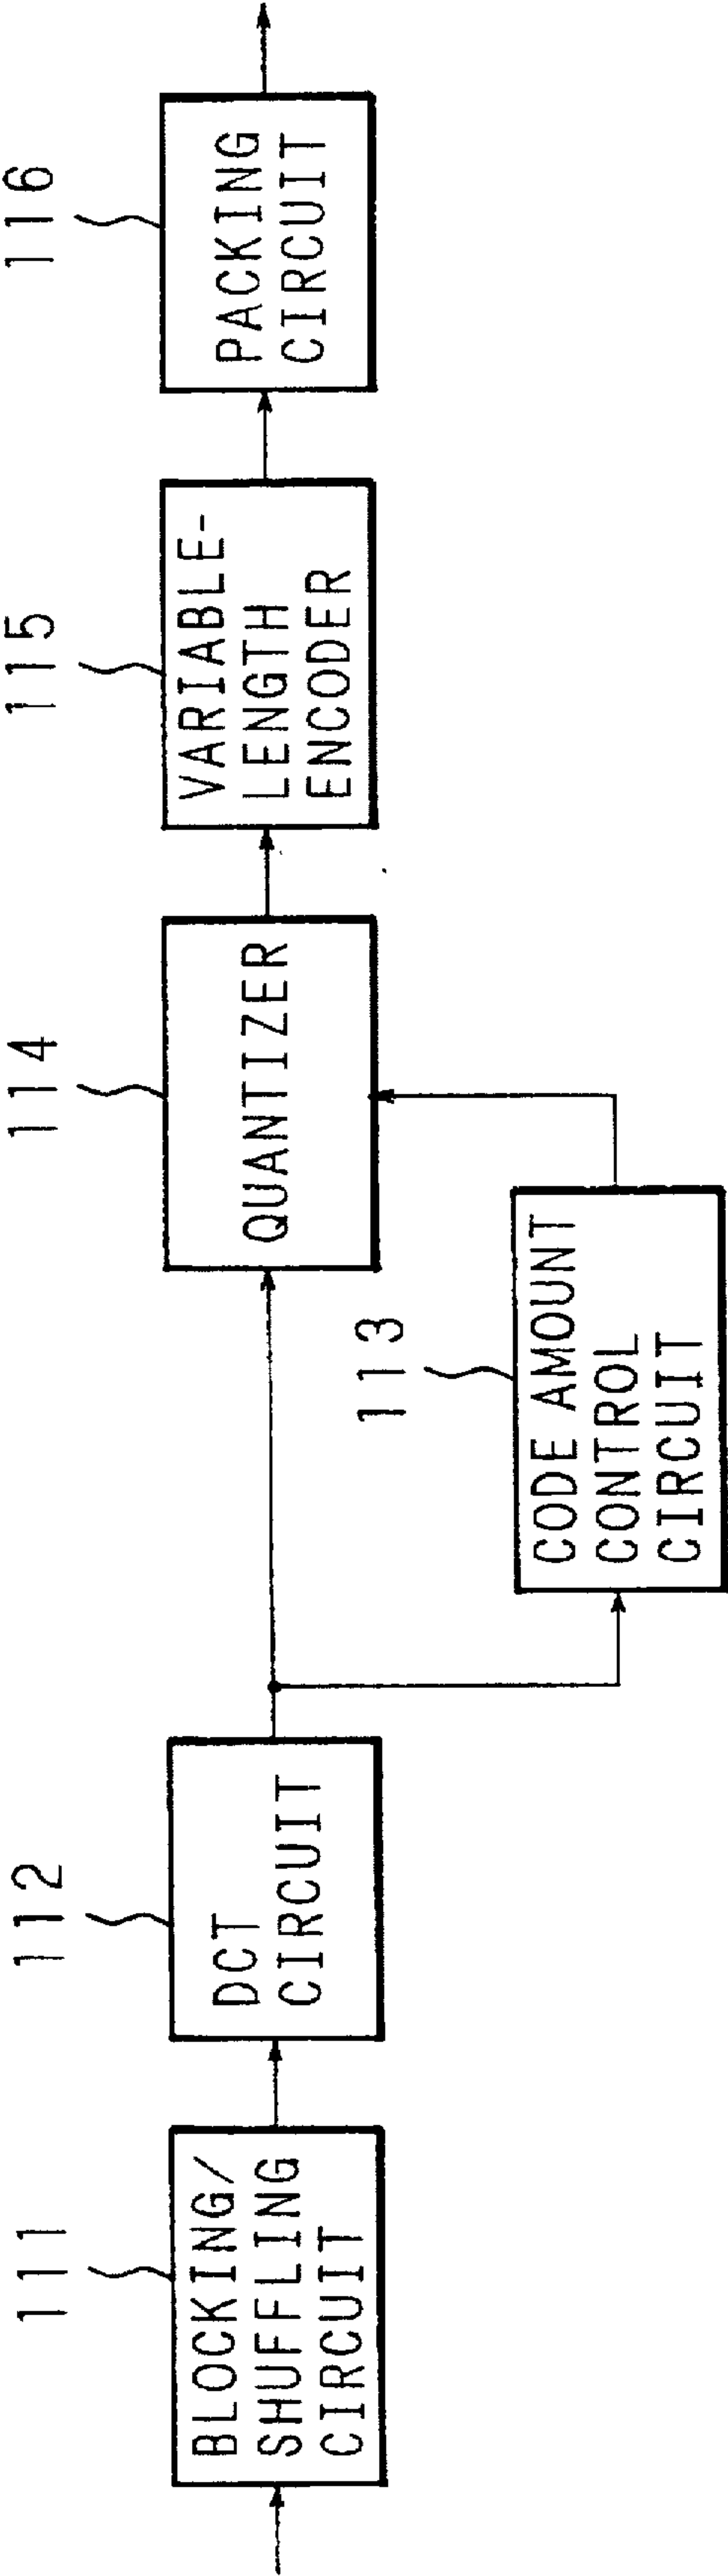 111
BLOCKING/
SHUFFLING
CIRCUIT
112
DCT
CIRCUIT
113
CODE AMOUNT
CONTROL
CIRCUIT
114
QUANTIZER
115
VARIABLE-
LENGTH
ENCODER
116
PACKING
CIRCUIT